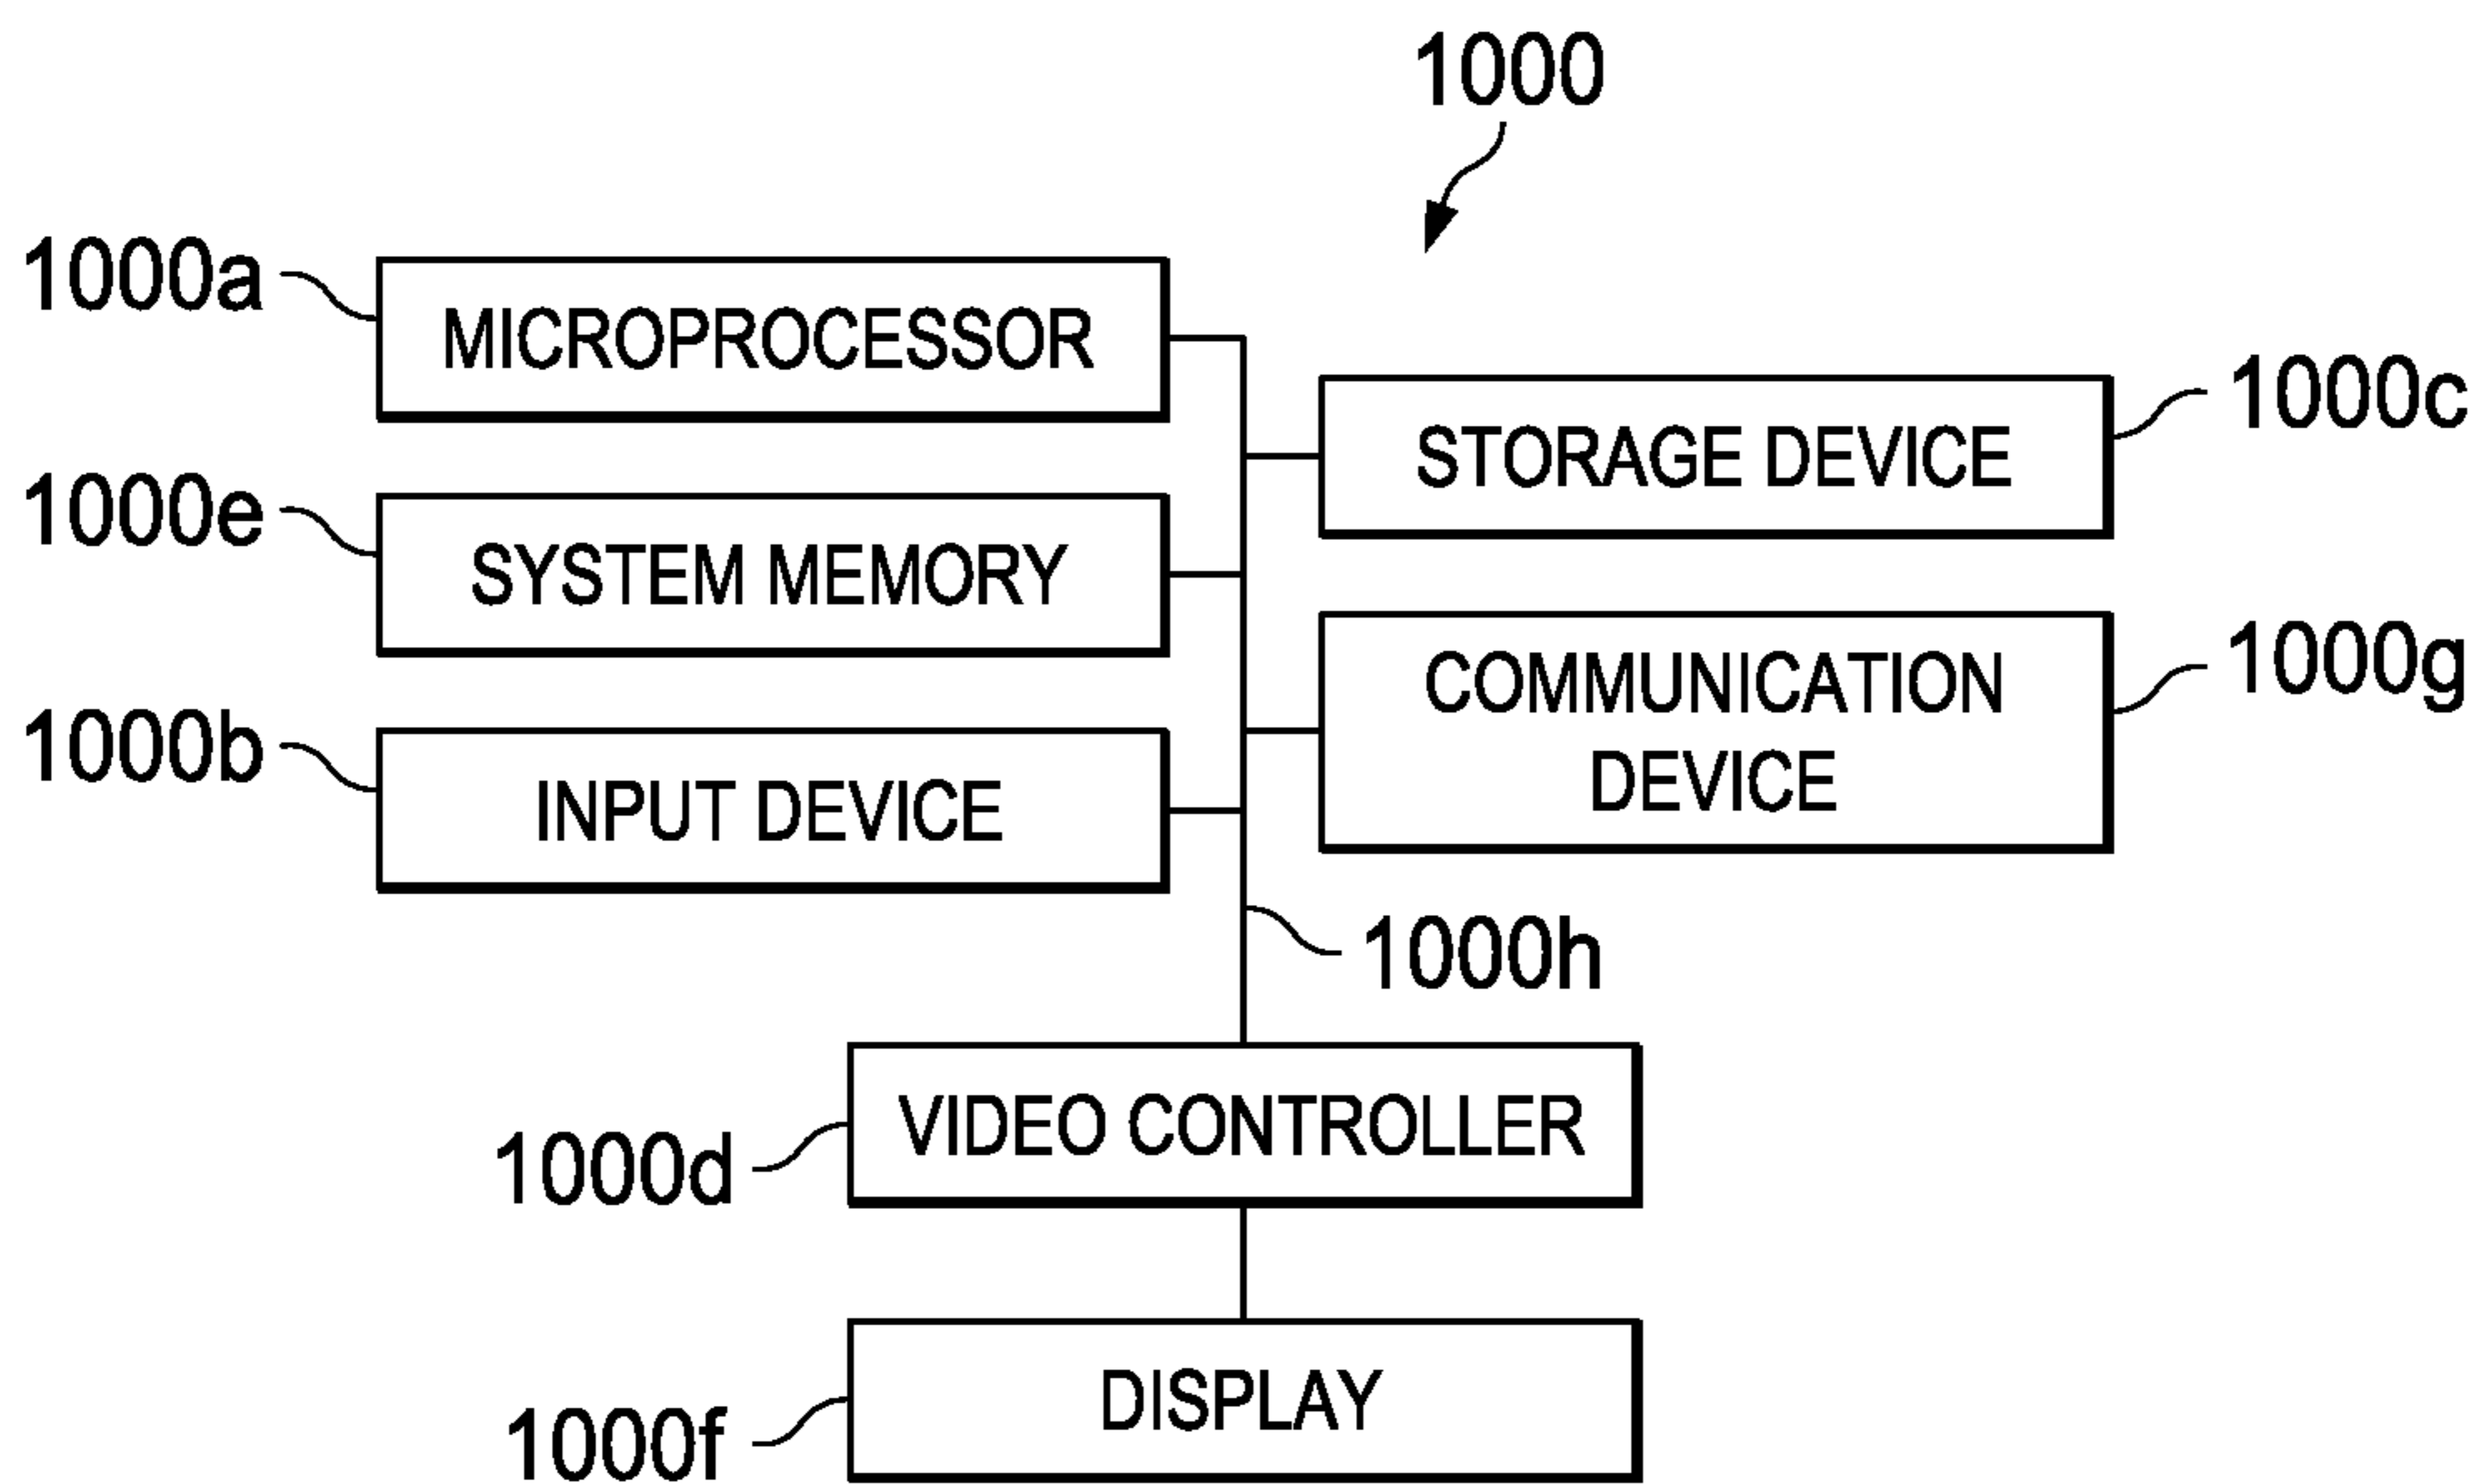 1000
1000a
MICROPROCESSOR
STORAGE DEVICE
1000c
1000e
SYSTEM MEMORY
COMMUNICATION
DEVICE
1000g
1000b
INPUT DEVICE
1000h
VIDEO CONTROLLER
1000d
DISPLAY
1000f